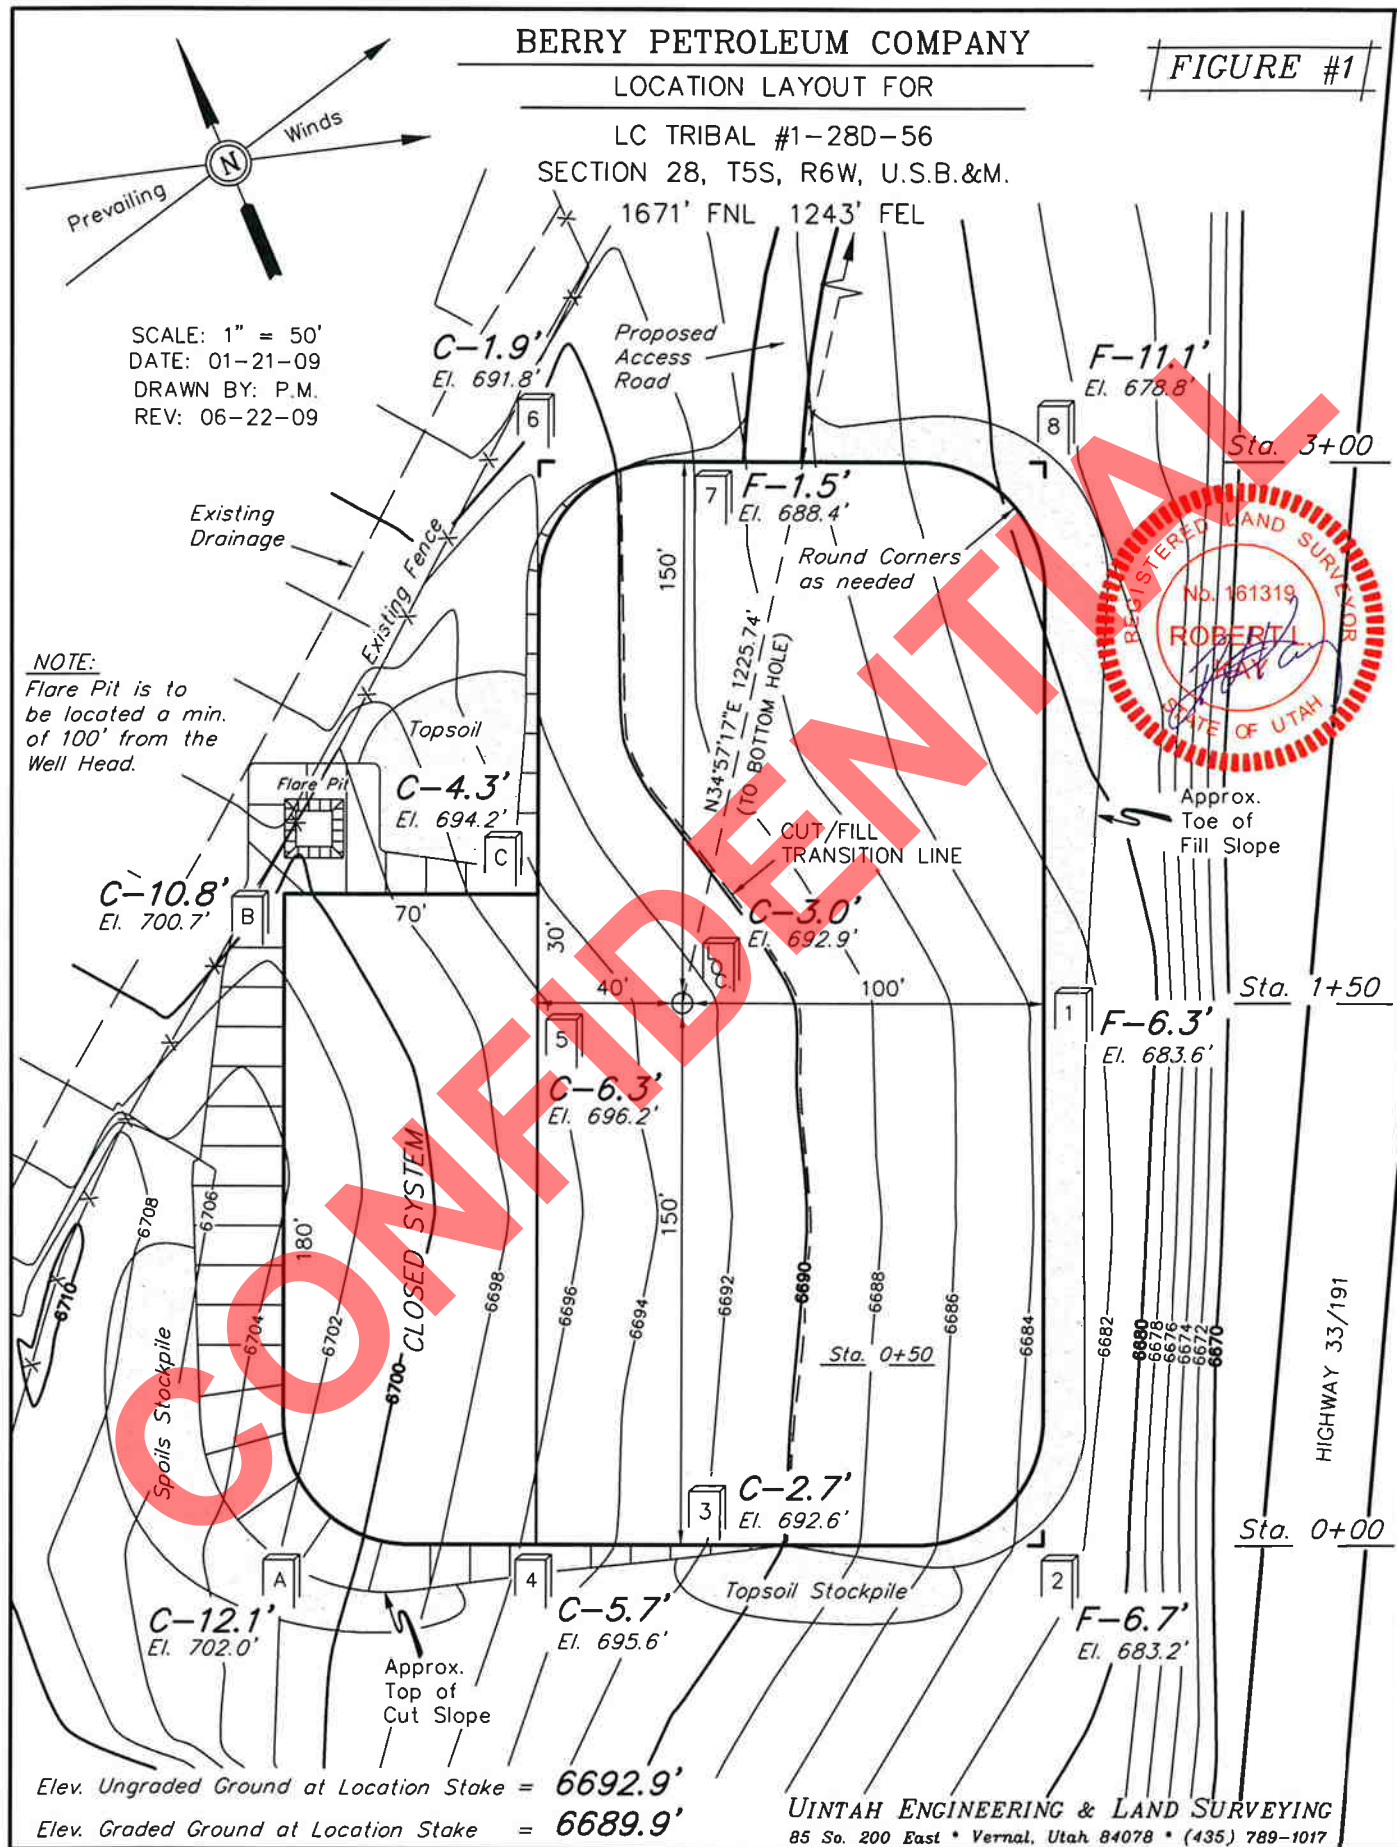 BERRY PETROLEUM COMPANY
FIGURE #1
LOCATION LAYOUT FOR
LC TRIBAL #1-28D-56
SECTION 28, T5S, R6W, U.S.B.&M.
1671' FNL 1243' FEL
Winds
N
Prevailing
SCALE: 1" = 50'
DATE: 01-21-09
DRAWN BY: P.M.
REV: 06-22-09
C-1.9'
El. 691.8'
6
Proposed
Access
Road
F-11.1'
El. 678.8'
8
Sta. 3+00
7
F-1.5'
El. 688.4'
Existing
Drainage
Existing Fence
150'
Round Corners
as needed
REGISTERED LAND SURVEYOR
No. 161319
ROBERT L.
KAY
STATE OF UTAH
N34°57'17"E 1225.74'
(TO BOTTOM HOLE)
NOTE:
Flare Pit is to
be located a min.
of 100' from the
Well Head.
Topsoil
Flare Pit
C-4.3'
El. 694.2'
C
Approx.
Toe of
Fill Slope
CUT/FILL
TRANSITION LINE
C-10.8'
El. 700.7'
B
70'
30'
C-3.0'
El. 692.9'
40'
100'
Sta. 1+50
5
1
F-6.3'
El. 683.6'
C-6.3'
El. 696.2'
150'
180'
CLOSED SYSTEM
6710
6708
6706
6704
6702
6700
6698
6696
6694
6692
6690
6688
6686
6684
6682
6680
6678
6676
6674
6672
6670
Spoils Stockpile
Sta. 0+50
HIGHWAY 33/191
3
C-2.7'
El. 692.6'
Sta. 0+00
A
4
2
C-12.1'
El. 702.0'
C-5.7'
El. 695.6'
Topsoil Stockpile
F-6.7'
El. 683.2'
Approx.
Top of
Cut Slope
Elev. Ungraded Ground at Location Stake = 6692.9'
Elev. Graded Ground at Location Stake = 6689.9'
UINTAH ENGINEERING & LAND SURVEYING
85 So. 200 East * Vernal, Utah 84078 * (435) 789-1017
CONFIDENTIAL